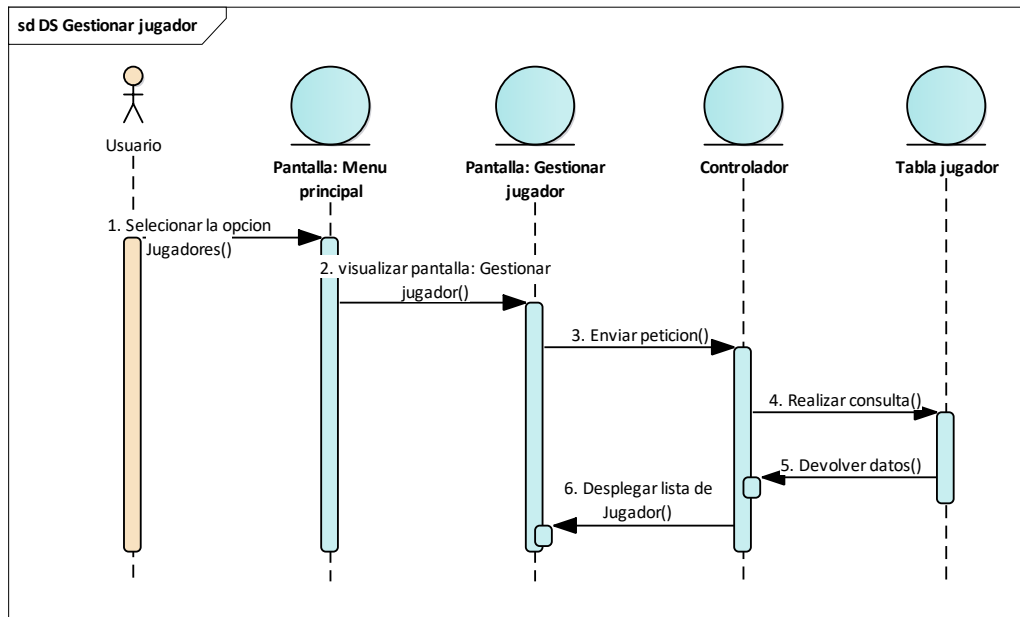 sd DS Gestionar jugador
Usuario
Pantalla: Menu
principal
Pantalla: Gestionar
jugador
Controlador
Tabla jugador
1. Selecionar la opcion
Jugadores()
2. visualizar pantalla: Gestionar
jugador()
3. Enviar peticion()
4. Realizar consulta()
5. Devolver datos()
6. Desplegar lista de
Jugador()